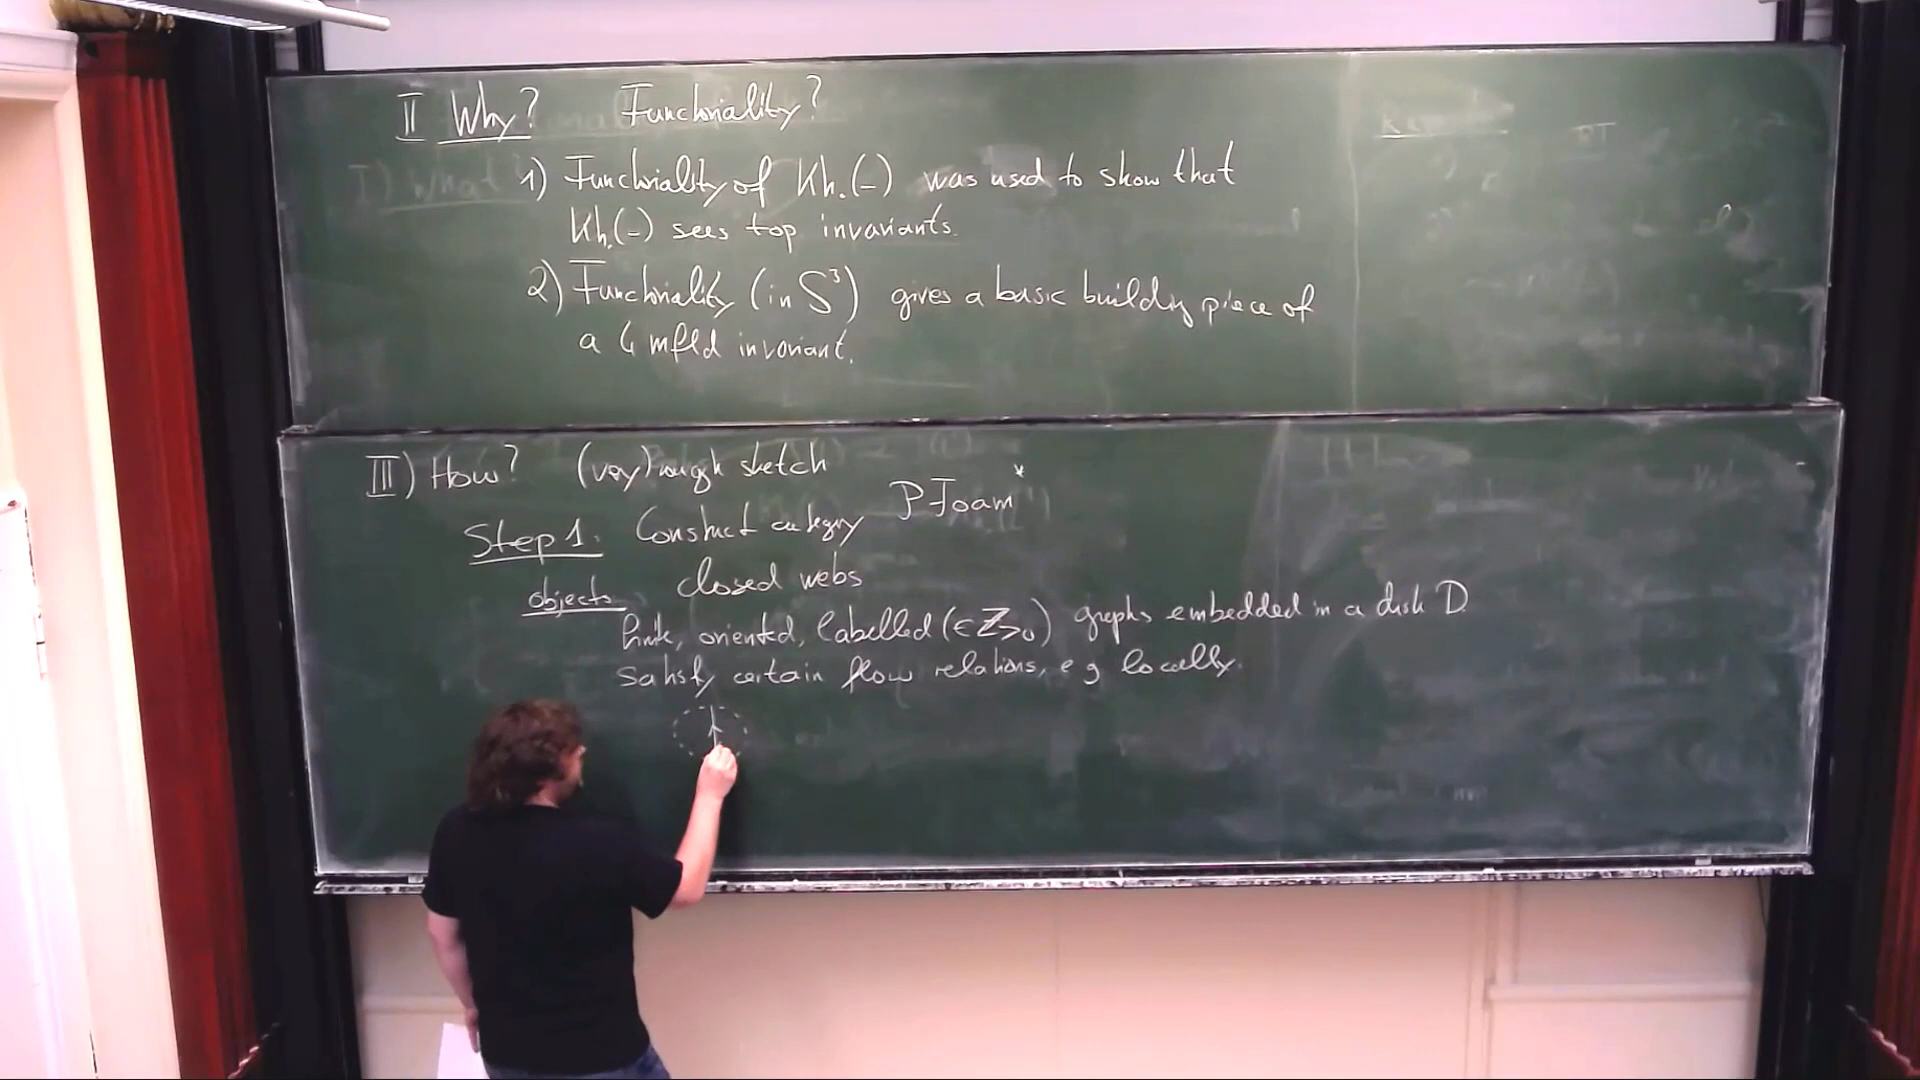 II Why? Functoriality?
1) Functoriality of Kh.(-) was used to show that
Kh.(-) sees top invariants.
2) Functoriality (in S³) gives a basic building piece of
a 4 mfld invariant.
III) How? (very) rough sketch
Step 1. Construct category PFoam*
objects closed webs
finite, oriented, labelled (∈ ℤ>0) graphs embedded in a disk D
satisfy certain flow relations, eg locally.